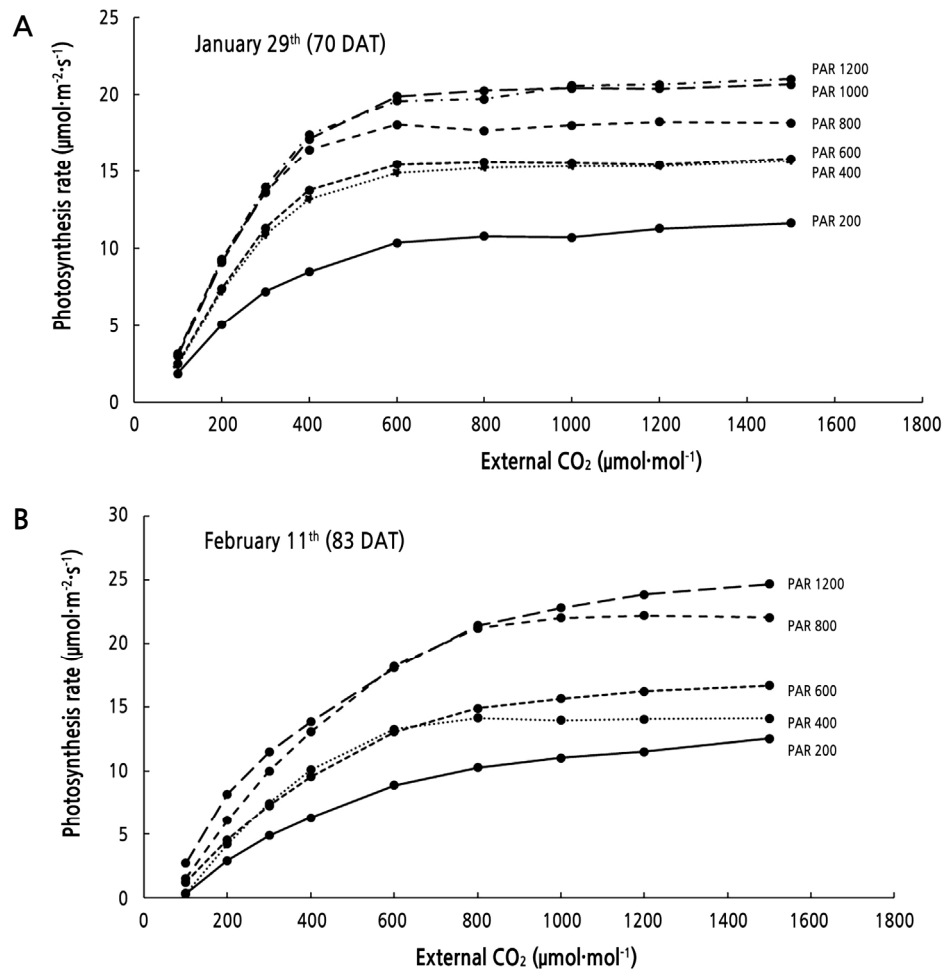 A
January 29th (70 DAT)
Photosynthesis rate (µmol·m⁻²·s⁻¹)
25
20
15
10
5
0
PAR 1200
PAR 1000
PAR 800
PAR 600
PAR 400
PAR 200
0 200 400 600 800 1000 1200 1400 1600 1800
External CO₂ (µmol·mol⁻¹)
B
February 11th (83 DAT)
Photosynthesis rate (µmol·m⁻²·s⁻¹)
30
25
20
15
10
5
0
PAR 1200
PAR 800
PAR 600
PAR 400
PAR 200
0 200 400 600 800 1000 1200 1400 1600 1800
External CO₂ (µmol·mol⁻¹)